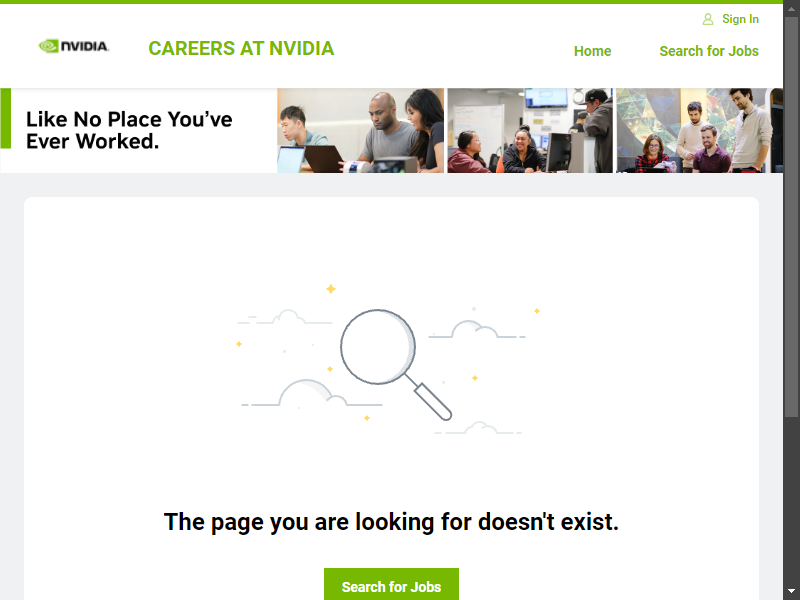 Sign In
NVIDIA.
CAREERS AT NVIDIA
Home
Search for Jobs
Like No Place You’ve
Ever Worked.
The page you are looking for doesn't exist.
Search for Jobs